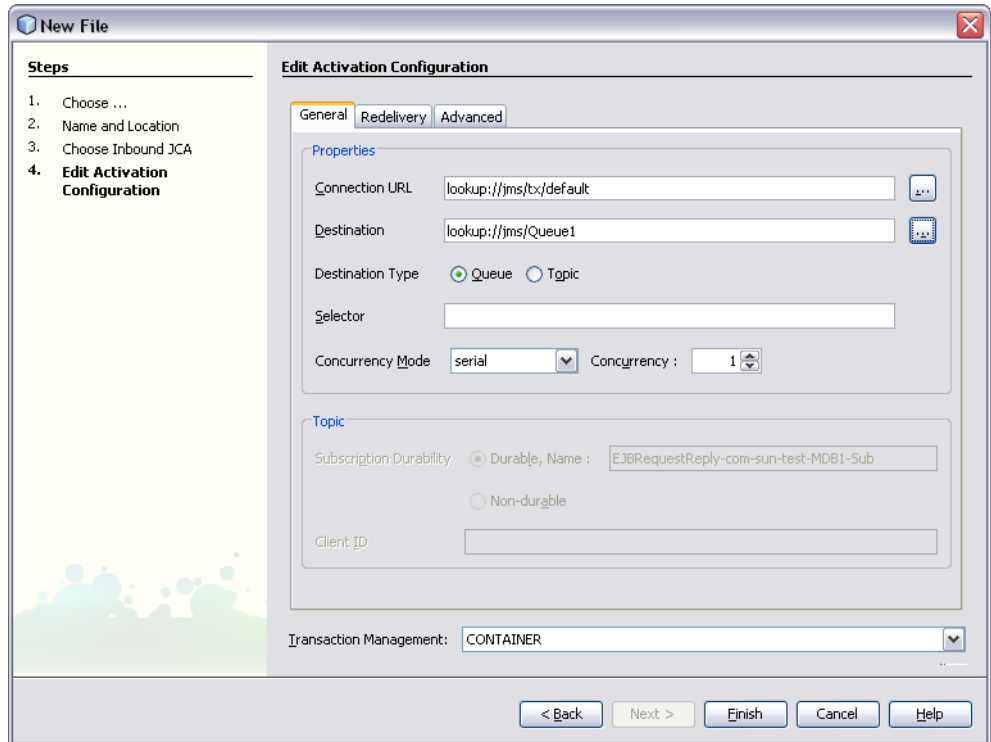 New File
Steps
1. Choose ...
2. Name and Location
3. Choose Inbound JCA
4. Edit Activation
Configuration
Edit Activation Configuration
General Redelivery Advanced
Properties
Connection URL lookup://jms/tx/default ...
Destination lookup://jms/Queue1 ...
Destination Type Queue Topic
Selector
Concurrency Mode serial Concurrency : 1
Topic
Subscription Durability Durable, Name : EJBRequestReply-com-sun-test-MDB1-Sub
Non-durable
Client ID
Transaction Management: CONTAINER
< Back Next > Finish Cancel Help